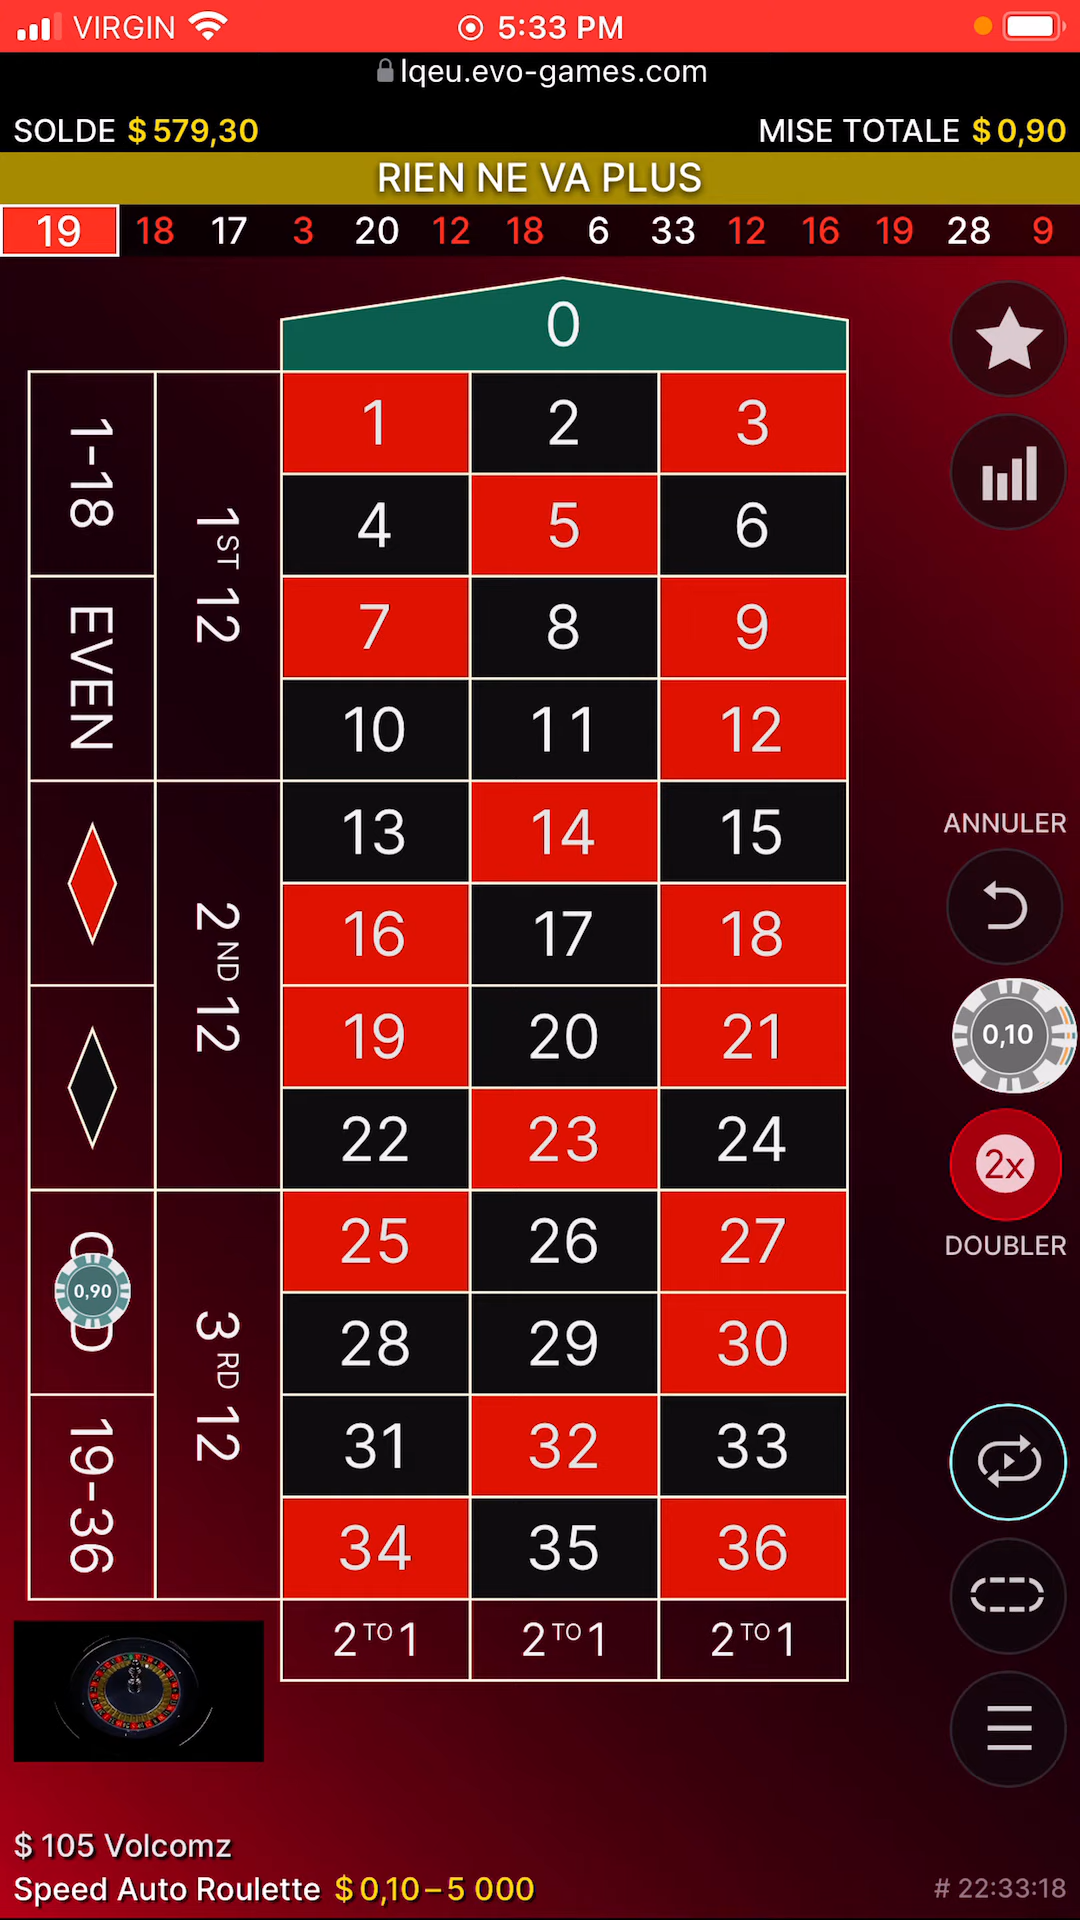 VIRGIN 5:33 PM
lqeu.evo-games.com
SOLDE $ 579,30 MISE TOTALE $ 0,90
RIEN NE VA PLUS
19 18 17 3 20 12 18 6 33 12 16 19 28 9
0
1 2 3
4 5 6
7 8 9
10 11 12
13 14 15
16 17 18
19 20 21
22 23 24
25 26 27
28 29 30
31 32 33
34 35 36
2 TO 1 2 TO 1 2 TO 1
1-18
EVEN
0,90
19-36
1ST 12
2ND 12
3RD 12
ANNULER
0,10
2x
DOUBLER
$ 105 Volcomz
Speed Auto Roulette $ 0,10 – 5 000
# 22:33:18